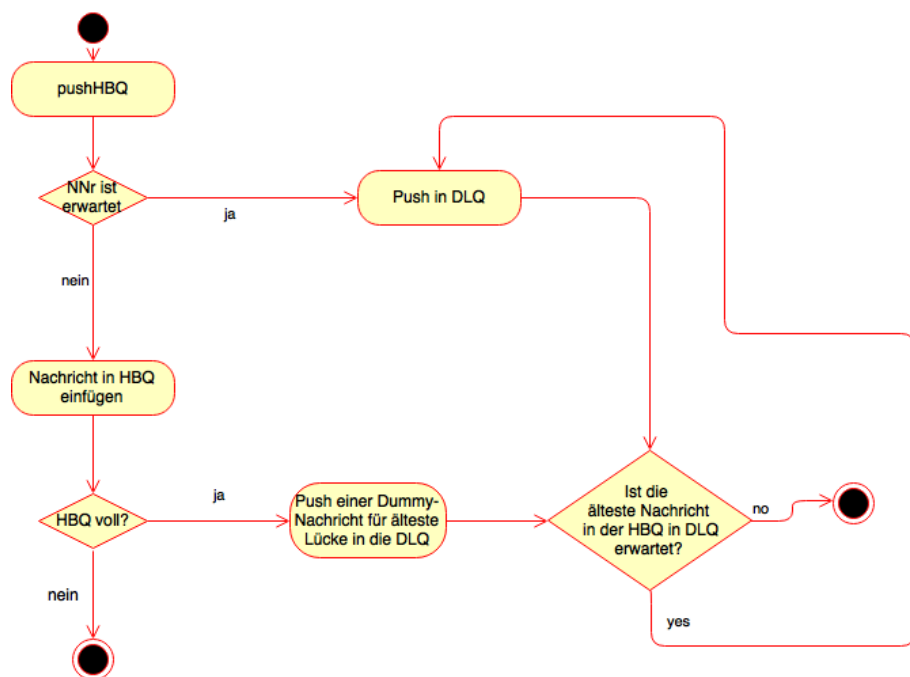 pushHBQ
NNr ist
erwartet
ja
Push in DLQ
nein
Nachricht in HBQ
einfügen
HBQ voll?
ja
Push einer Dummy-
Nachricht für älteste
Lücke in die DLQ
Ist die
älteste Nachricht
in der HBQ in DLQ
erwartet?
no
yes
nein